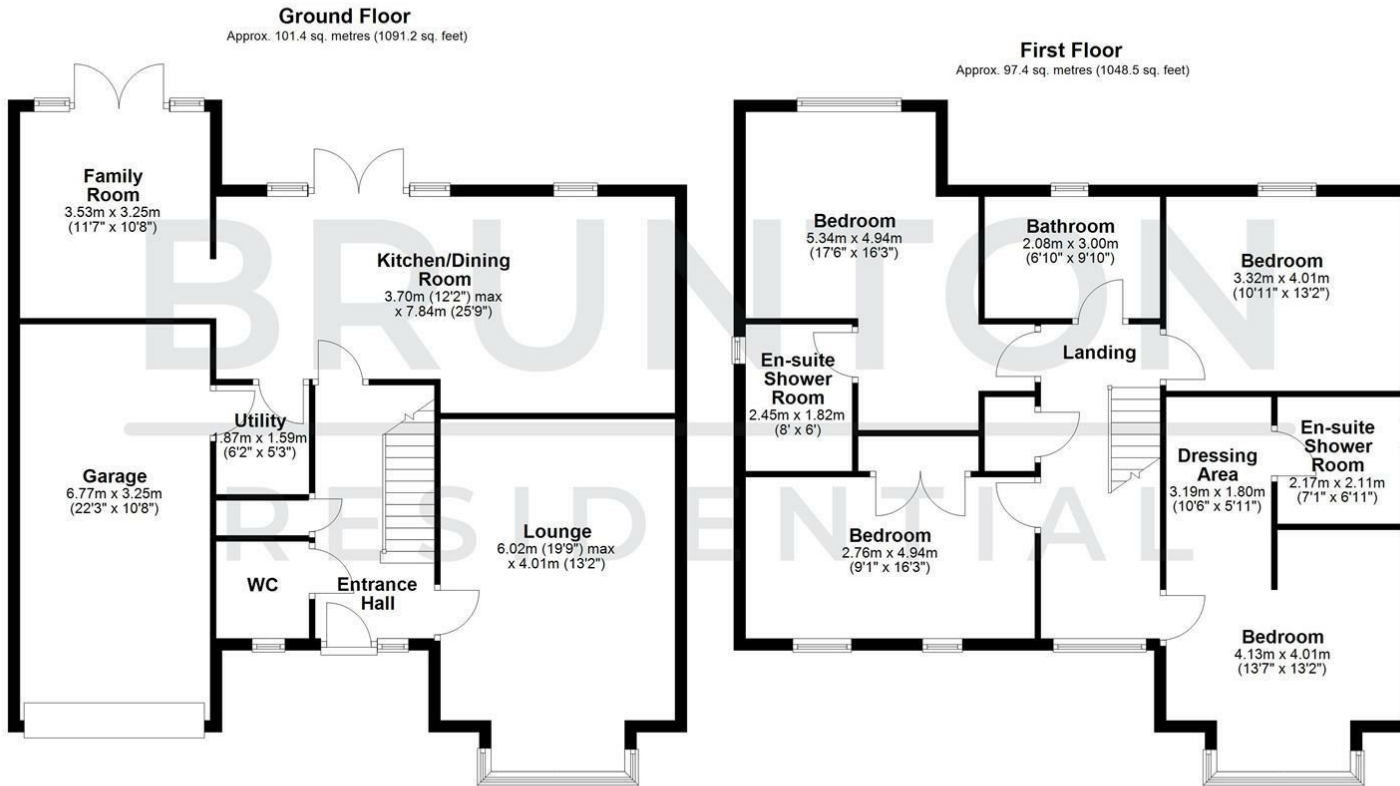 Ground Floor
Approx. 101.4 sq. metres (1091.2 sq. feet)
Family
Room
3.53m x 3.25m
(11'7" x 10'8")
Kitchen/Dining
Room
3.70m (12'2") max
x 7.84m (25'9")
Utility
1.87m x 1.59m
(6'2" x 5'3")
Garage
6.77m x 3.25m
(22'3" x 10'8")
Lounge
6.02m (19'9") max
x 4.01m (13'2")
WC
Entrance
Hall
First Floor
Approx. 97.4 sq. metres (1048.5 sq. feet)
Bedroom
5.34m x 4.94m
(17'6" x 16'3")
Bathroom
2.08m x 3.00m
(6'10" x 9'10")
Bedroom
3.32m x 4.01m
(10'11" x 13'2")
Landing
En-suite
Shower
Room
2.45m x 1.82m
(8' x 6')
Dressing
Area
3.19m x 1.80m
(10'6" x 5'11")
En-suite
Shower
Room
2.17m x 2.11m
(7'1" x 6'11")
Bedroom
2.76m x 4.94m
(9'1" x 16'3")
Bedroom
4.13m x 4.01m
(13'7" x 13'2")
BRUNTON
RESIDENTIAL